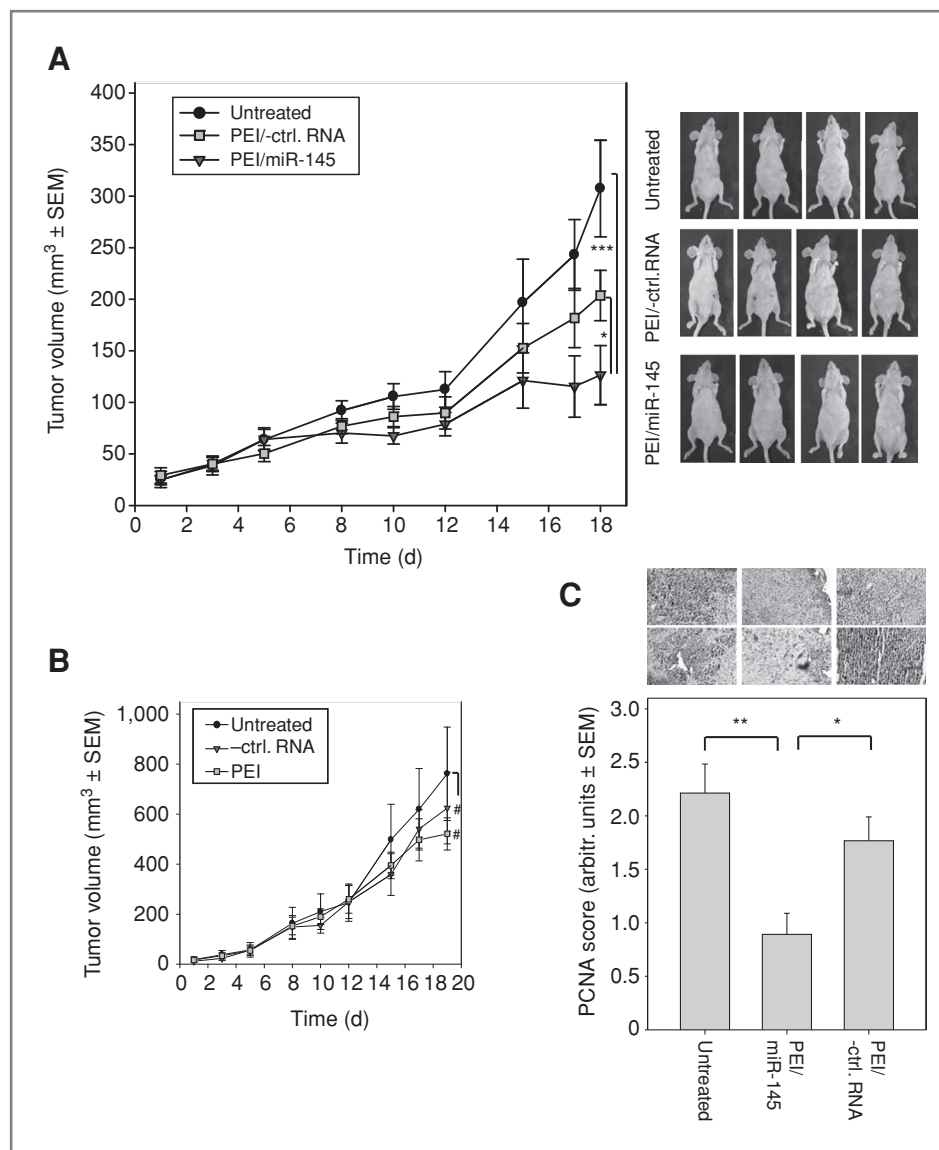 A
Tumor volume (mm³ ± SEM)
400
350
300
250
200
150
100
50
0
Untreated
PEI/-ctrl. RNA
PEI/miR-145
***
*
0 2 4 6 8 10 12 14 16 18
Time (d)
Untreated
PEI/-ctrl.RNA
PEI/miR-145
B
Tumor volume (mm³ ± SEM)
1,000
800
600
400
200
0
Untreated
–ctrl. RNA
PEI
#
#
0 2 4 6 8 10 12 14 16 18 20
Time (d)
C
PCNA score (arbitr. units ± SEM)
3.0
2.5
2.0
1.5
1.0
0.5
0
**
*
Untreated
PEI/
miR-145
PEI/
-ctrl. RNA